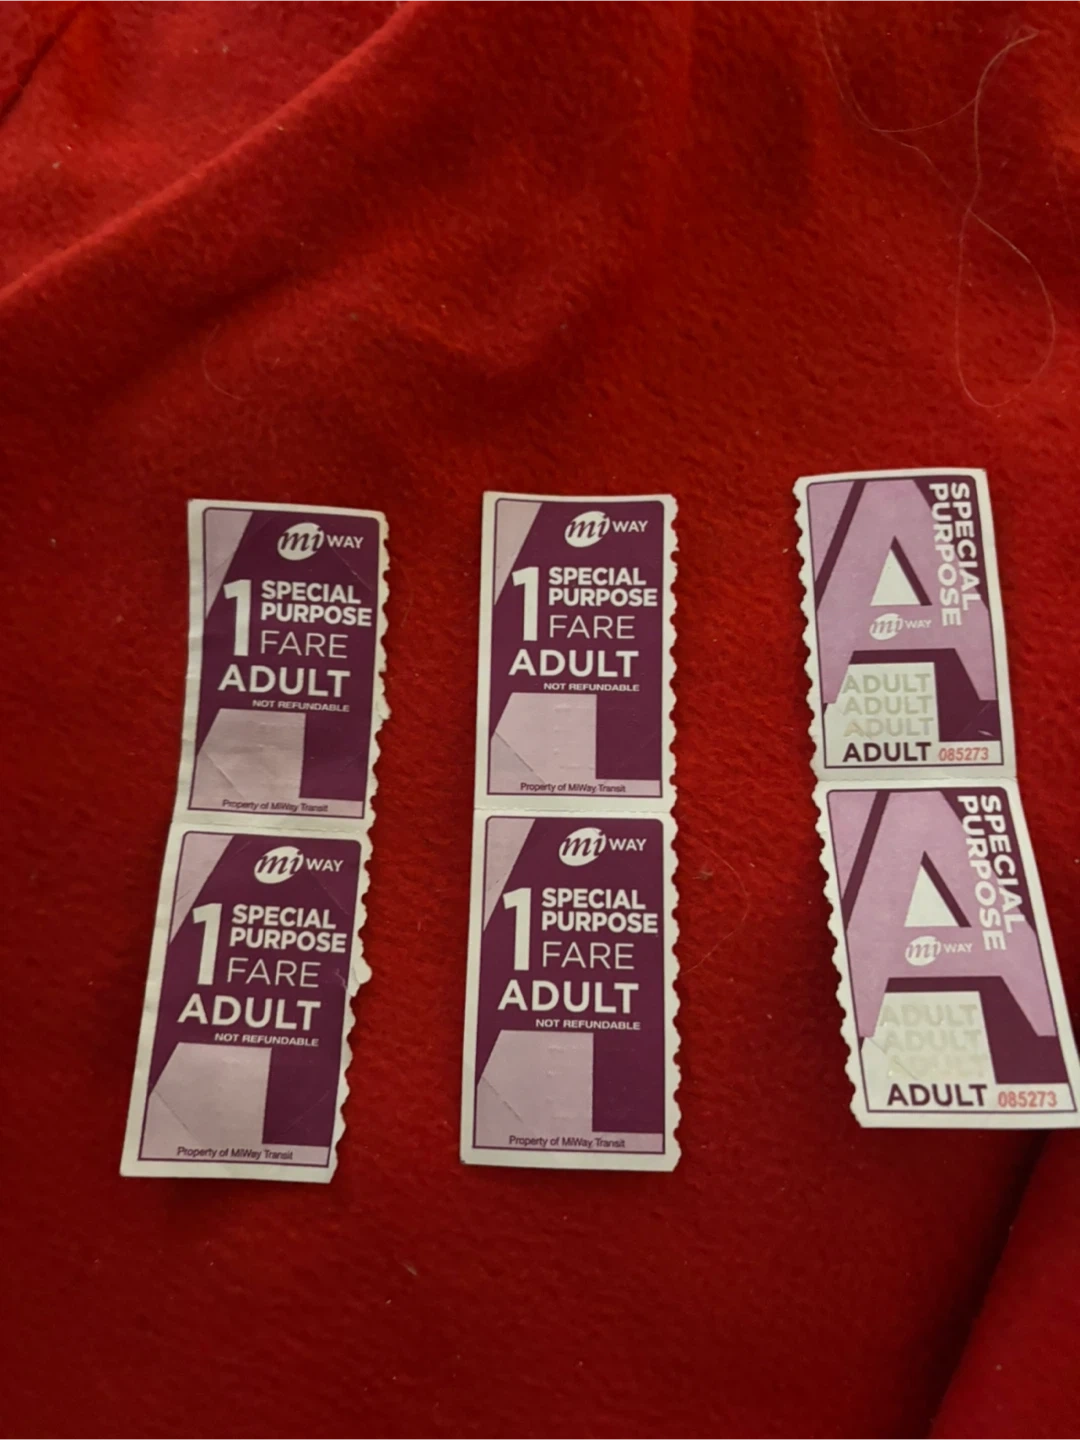 mi WAY
1 SPECIAL
PURPOSE
FARE
ADULT
NOT REFUNDABLE
Property of MiWay Transit
mi WAY
1 SPECIAL
PURPOSE
FARE
ADULT
NOT REFUNDABLE
Property of MiWay Transit
mi WAY
1 SPECIAL
PURPOSE
FARE
ADULT
NOT REFUNDABLE
Property of MiWay Transit
mi WAY
1 SPECIAL
PURPOSE
FARE
ADULT
NOT REFUNDABLE
Property of MiWay Transit
A
SPECIAL
PURPOSE
mi WAY
ADULT
ADULT
ADULT
ADULT 085273
A
SPECIAL
PURPOSE
mi WAY
ADULT
ADULT
ADULT
ADULT 085273